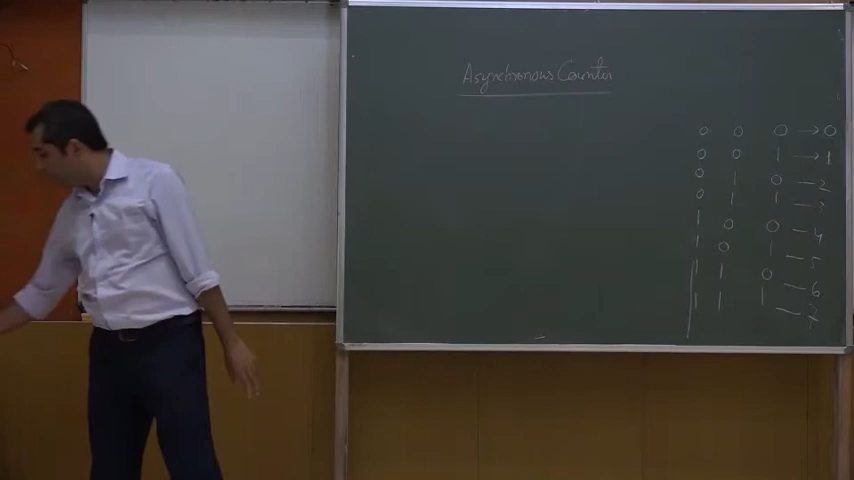 Asynchronous Counter
0 0 0 → 0
0 0 1 → 1
0 1 0 — 2
0 1 1 — 3
1 0 0 — 4
1 0 1 — 5
1 1 0 — 6
1 1 1 — 7